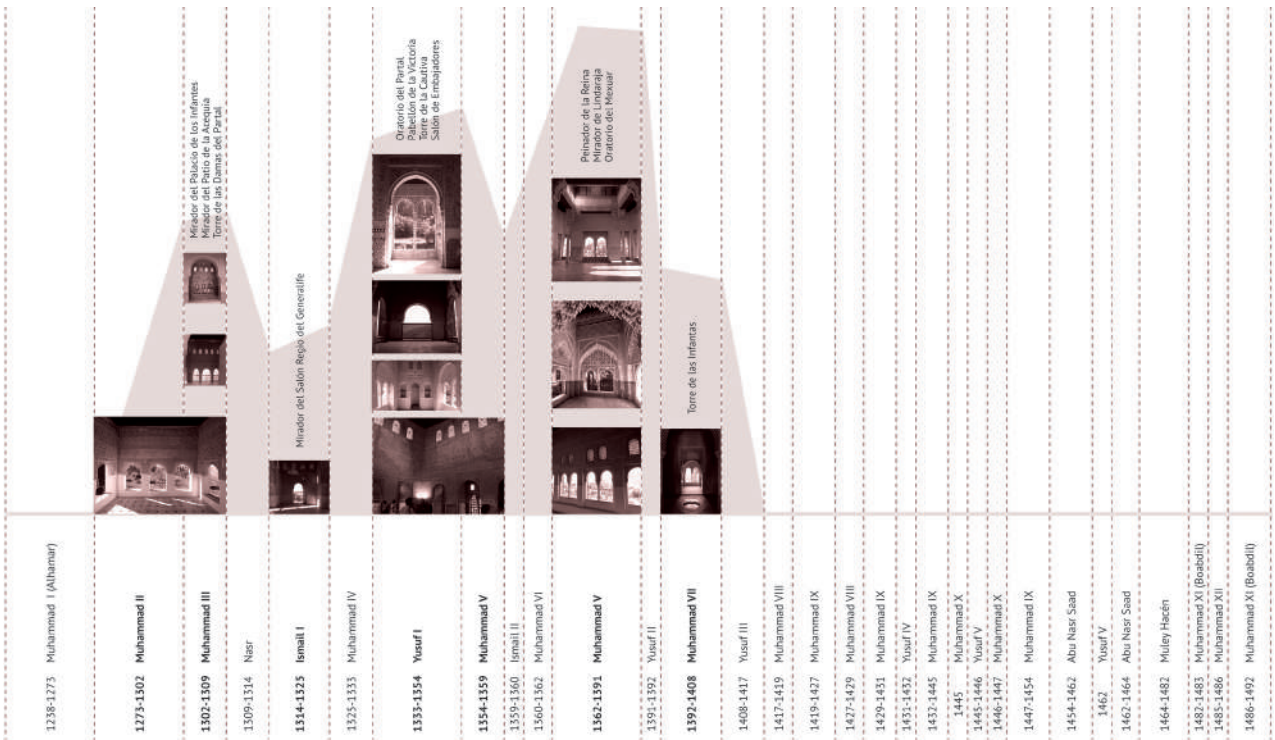 Mirador del Palacio de los Infantes
Mirador del Patio de la Acequia
Torre de las Damas del Partal
Mirador del Salón Regio del Generalife
Oratorio del Partal
Pabellón de la Victoria
Torre de la Cautiva
Salón de Embajadores
Peinador de la Reina
Mirador de Lindaraja
Oratorio del Mexuar
Torre de las Infantas
1238-1273 Muhammad I (Alhamar)
1273-1302 Muhammad II
1302-1309 Muhammad III
1309-1314 Nasr
1314-1325 Ismail I
1325-1333 Muhammad IV
1333-1354 Yusuf I
1354-1359 Muhammad V
1359-1360 Ismail II
1560-1362 Muhammad VI
1362-1391 Muhammad V
1391-1392 Yusuf II
1392-1408 Muhammad VII
1408-1417 Yusuf III
1417-1419 Muhammad VIII
1419-1427 Muhammad IX
1427-1429 Muhammad VIII
1429-1431 Muhammad IX
1431-1432 Yusuf IV
1432-1445 Muhammad IX
1445 Muhammad X
1445-1446 Yusuf V
1446-1447 Muhammad X
1447-1454 Muhammad IX
1454-1462 Abu Nasr Saad
1462 Yusuf V
1462-1464 Abu Nasr Saad
1464-1482 Muley Hacén
1482-1483 Muhammad XI (Boabdil)
1485-1486 Muhammad XII
1486-1492 Muhammad XI (Boabdil)